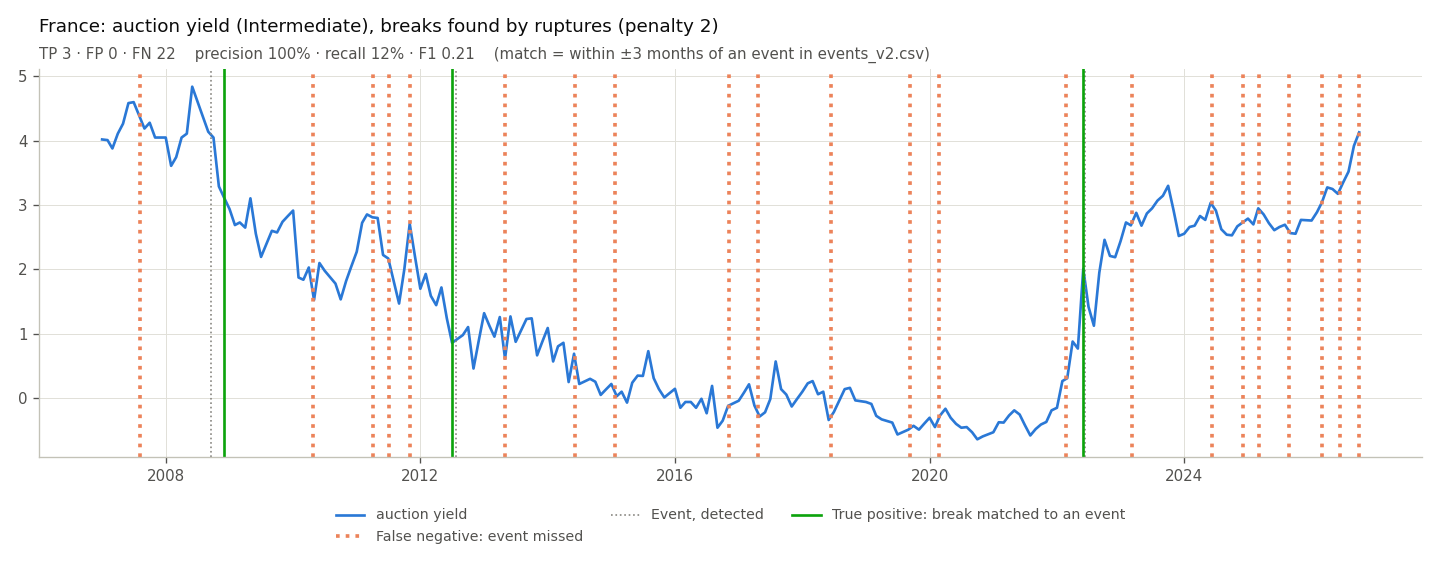 France: auction yield (Intermediate), breaks found by ruptures (penalty 2)
TP 3 · FP 0 · FN 22 precision 100% · recall 12% · F1 0.21 (match = within ±3 months of an event in events_v2.csv)
5
4
3
2
1
0
2008 2012 2016 2020 2024
auction yield Event, detected True positive: break matched to an event
False negative: event missed